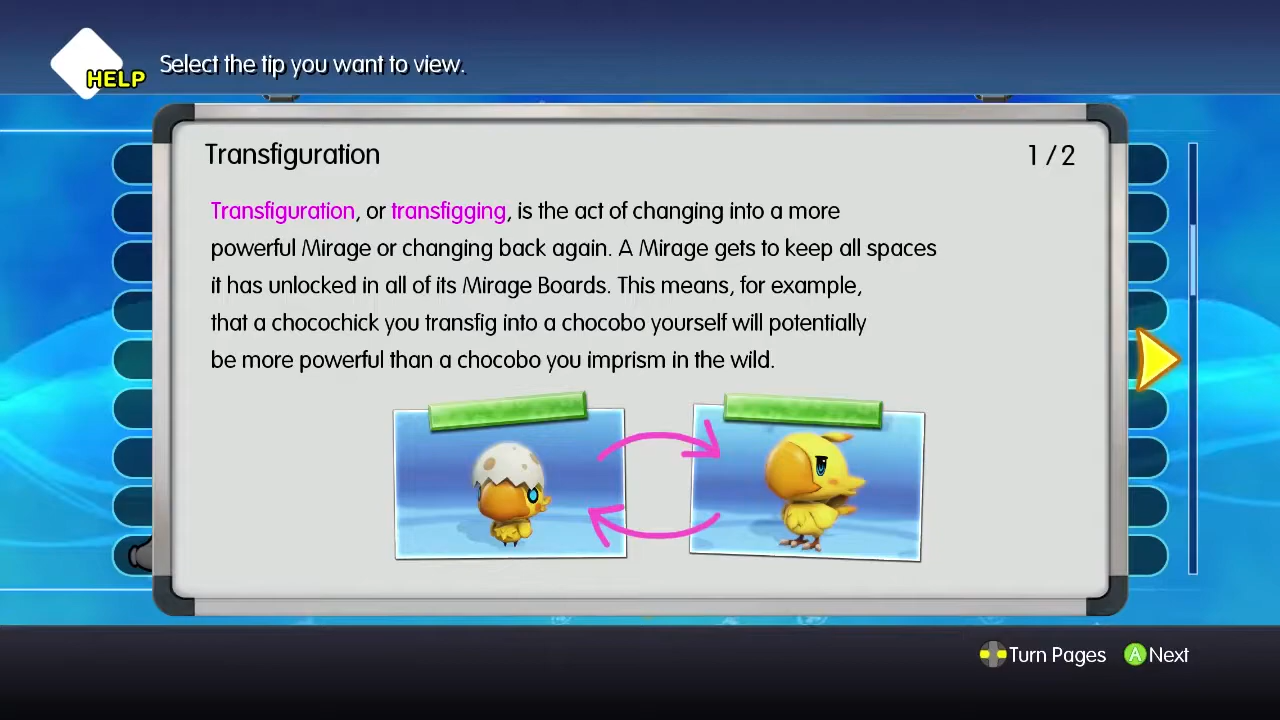 HELP
Select the tip you want to view.
Transfiguration
1 / 2
Transfiguration, or transfigging, is the act of changing into a more
powerful Mirage or changing back again. A Mirage gets to keep all spaces
it has unlocked in all of its Mirage Boards. This means, for example,
that a chocochick you transfig into a chocobo yourself will potentially
be more powerful than a chocobo you imprism in the wild.
Turn Pages
A Next